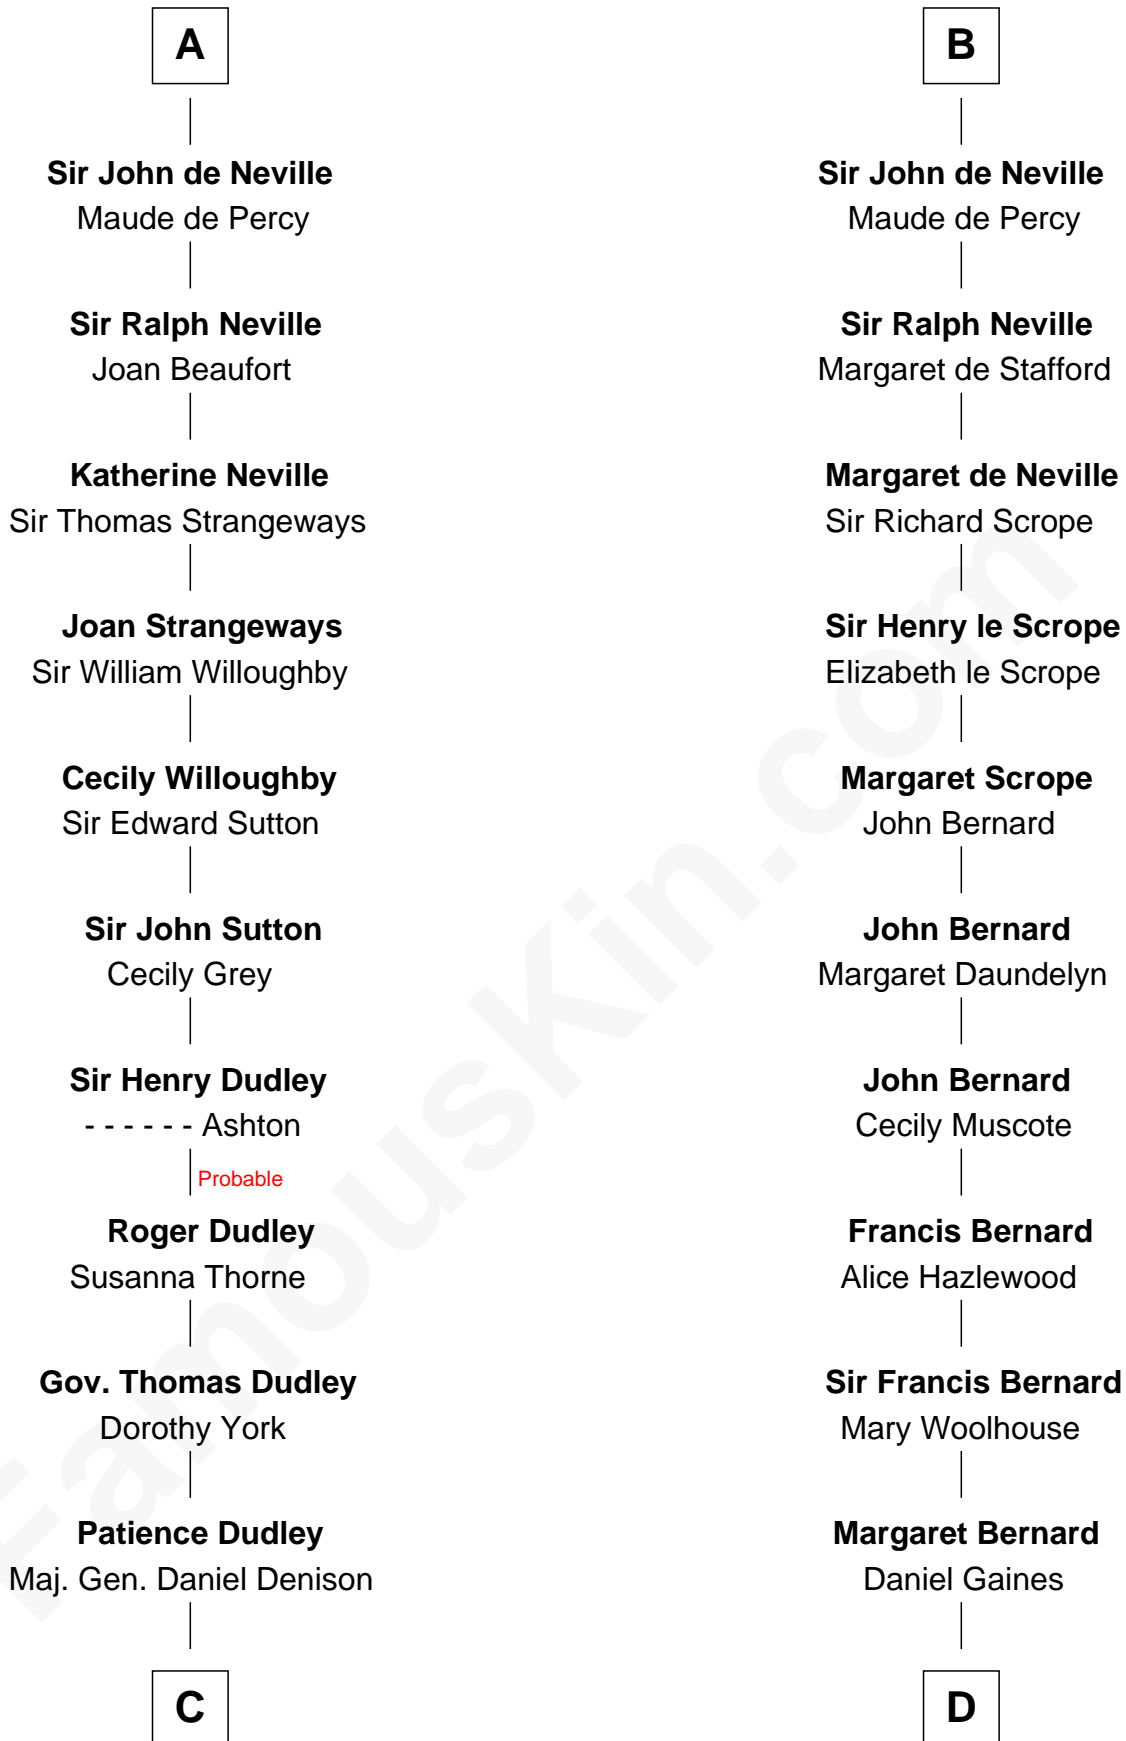 A
Sir John de Neville
Maude de Percy
Sir Ralph Neville
Joan Beaufort
Katherine Neville
Sir Thomas Strangeways
Joan Strangeways
Sir William Willoughby
Cecily Willoughby
Sir Edward Sutton
Sir John Sutton
Cecily Grey
Sir Henry Dudley
- - - - - - Ashton
Probable
Roger Dudley
Susanna Thorne
Gov. Thomas Dudley
Dorothy York
Patience Dudley
Maj. Gen. Daniel Denison
C
B
Sir John de Neville
Maude de Percy
Sir Ralph Neville
Margaret de Stafford
Margaret de Neville
Sir Richard Scrope
Sir Henry le Scrope
Elizabeth le Scrope
Margaret Scrope
John Bernard
John Bernard
Margaret Daundelyn
John Bernard
Cecily Muscote
Francis Bernard
Alice Hazlewood
Sir Francis Bernard
Mary Woolhouse
Margaret Bernard
Daniel Gaines
D
FamousKin.com